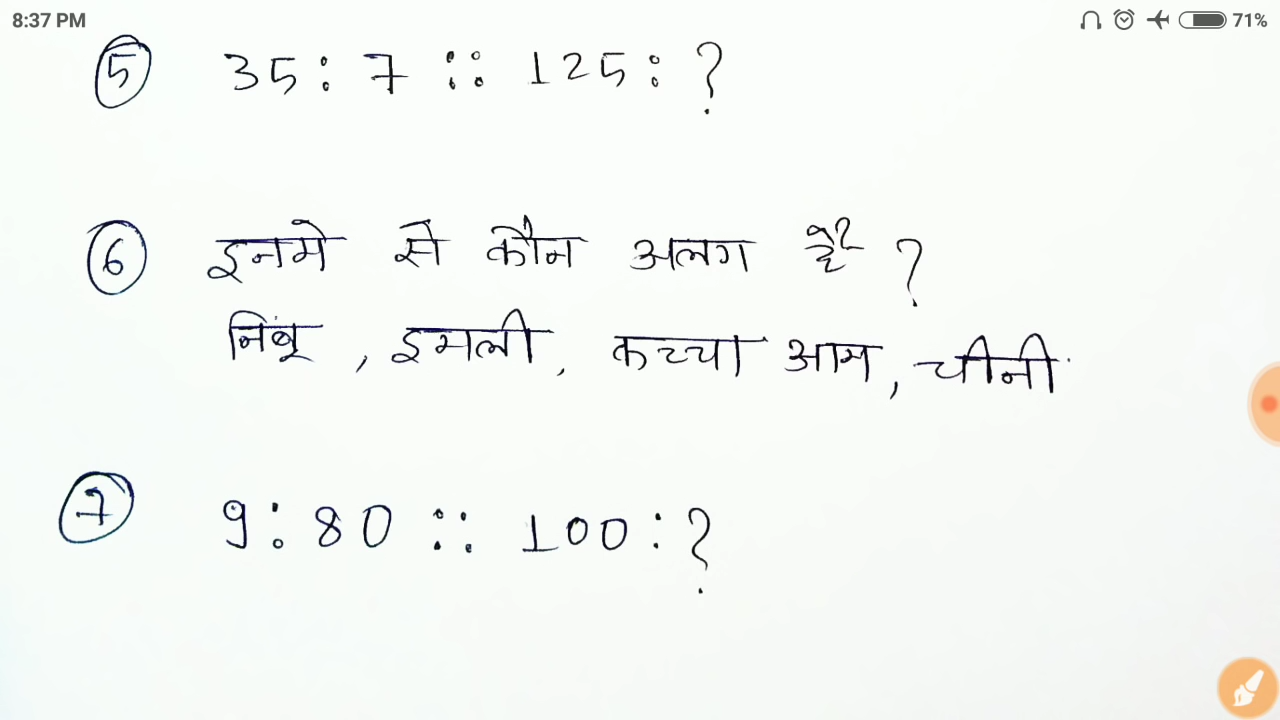 8:37 PM 71%
5 35 : 7 :: 125 : ?
6 इनमे से कौन अलग है ?
निंबू , इमली , कच्चा आम , चीनी
7 9 : 80 :: 100 : ?